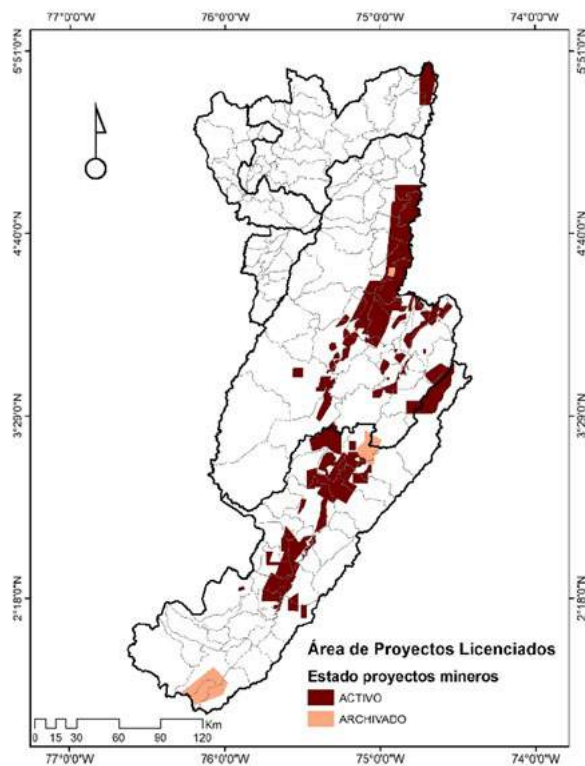 77°0'0"W 76°0'0"W 75°0'0"W 74°0'0"W
5°51'0"N 5°51'0"N
4°40'0"N 4°40'0"N
3°29'0"N 3°29'0"N
2°18'0"N 2°18'0"N
Área de Proyectos Licenciados
Estado proyectos mineros
ACTIVO
ARCHIVADO
Km
0 15 30 60 90 120
77°0'0"W 76°0'0"W 75°0'0"W 74°0'0"W